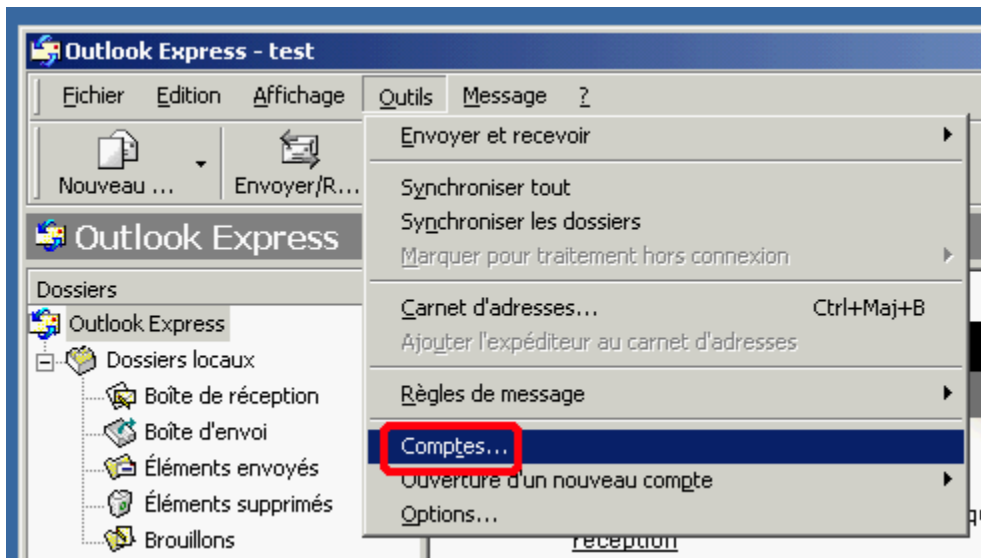 Outlook Express - test
Fichier Edition Affichage Outils Message ?
Nouveau ... Envoyer/R...
Envoyer et recevoir
Synchroniser tout
Synchroniser les dossiers
Marquer pour traitement hors connexion
Carnet d'adresses... Ctrl+Maj+B
Ajouter l'expéditeur au carnet d'adresses
Règles de message
Comptes...
Ouverture d'un nouveau compte
Options...
Outlook Express
Dossiers
Outlook Express
Dossiers locaux
Boîte de réception
Boîte d'envoi
Éléments envoyés
Éléments supprimés
Brouillons
réception